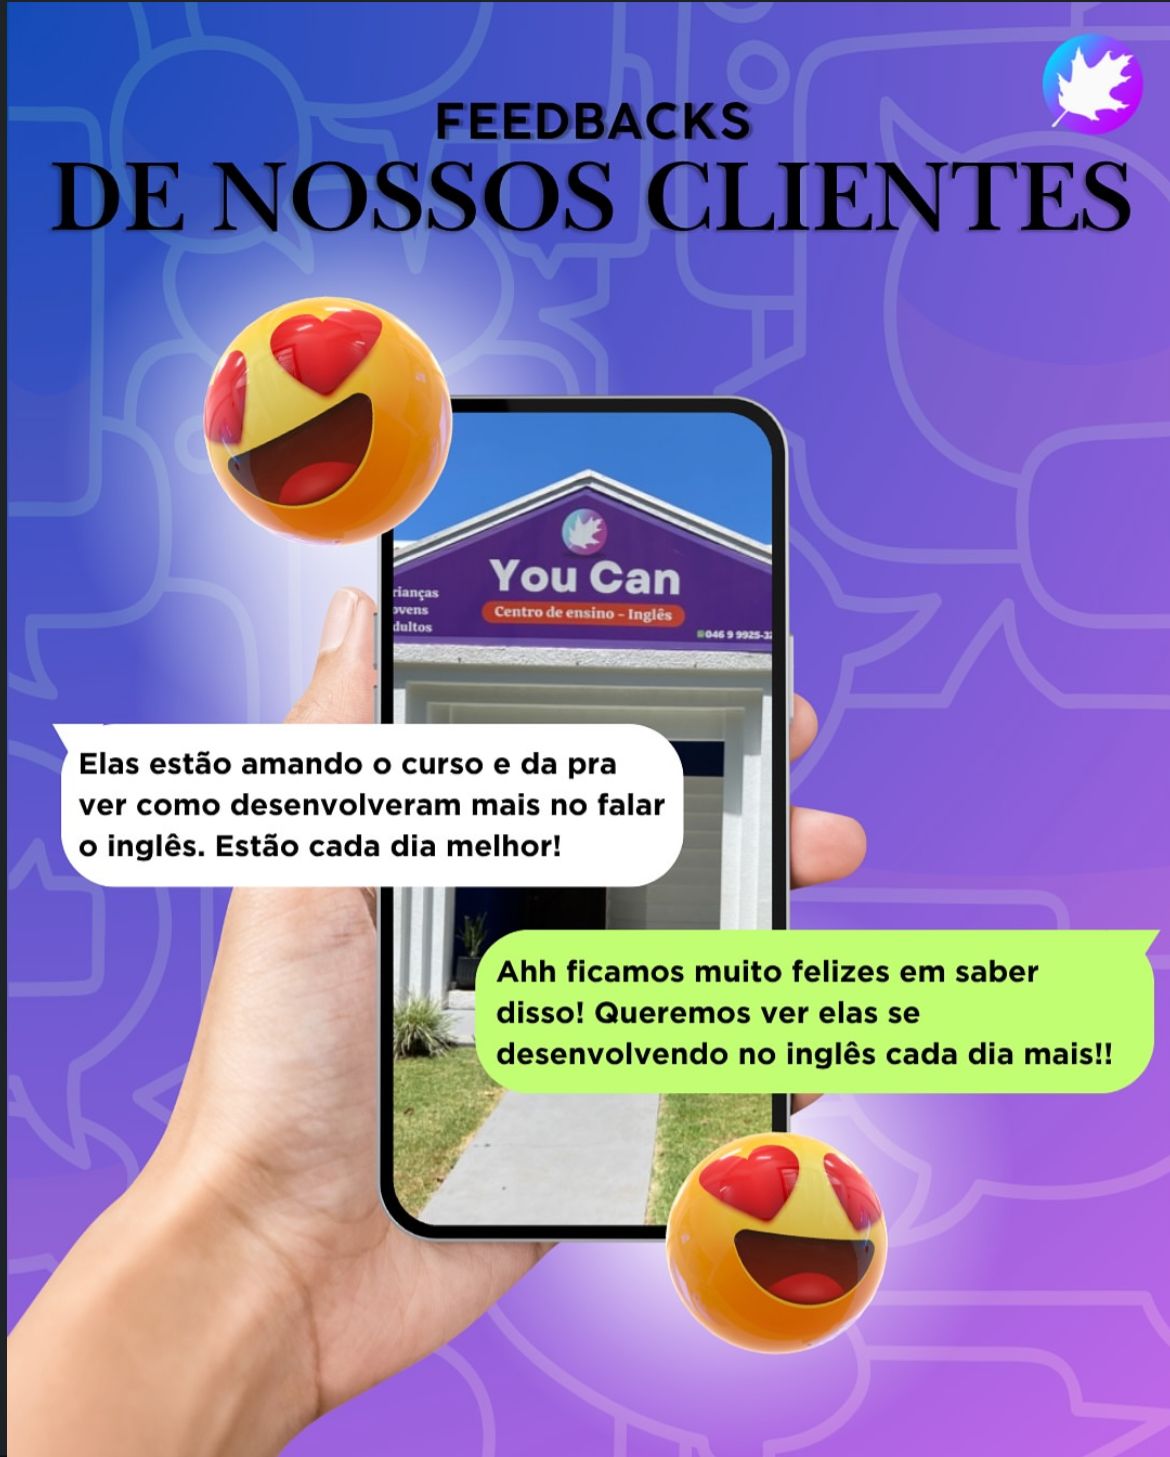 FEEDBACKS
DE NOSSOS CLIENTES
You Can
Centro de ensino - Inglês
rianças
ovens
dultos
046 9 9925-32
Elas estão amando o curso e da pra
ver como desenvolveram mais no falar
o inglês. Estão cada dia melhor!
Ahh ficamos muito felizes em saber
disso! Queremos ver elas se
desenvolvendo no inglês cada dia mais!!